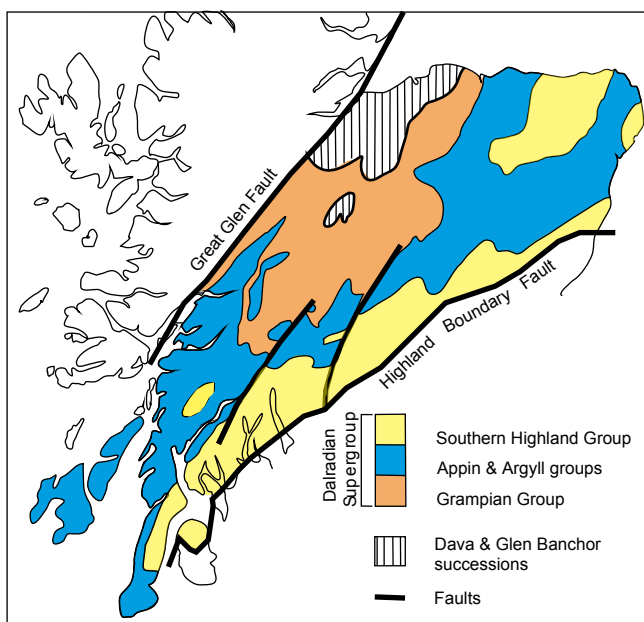 Great Glen Fault
Highland Boundary Fault
Dalradian
Supergroup
Southern Highland Group
Appin & Argyll groups
Grampian Group
Dava & Glen Banchor
successions
Faults